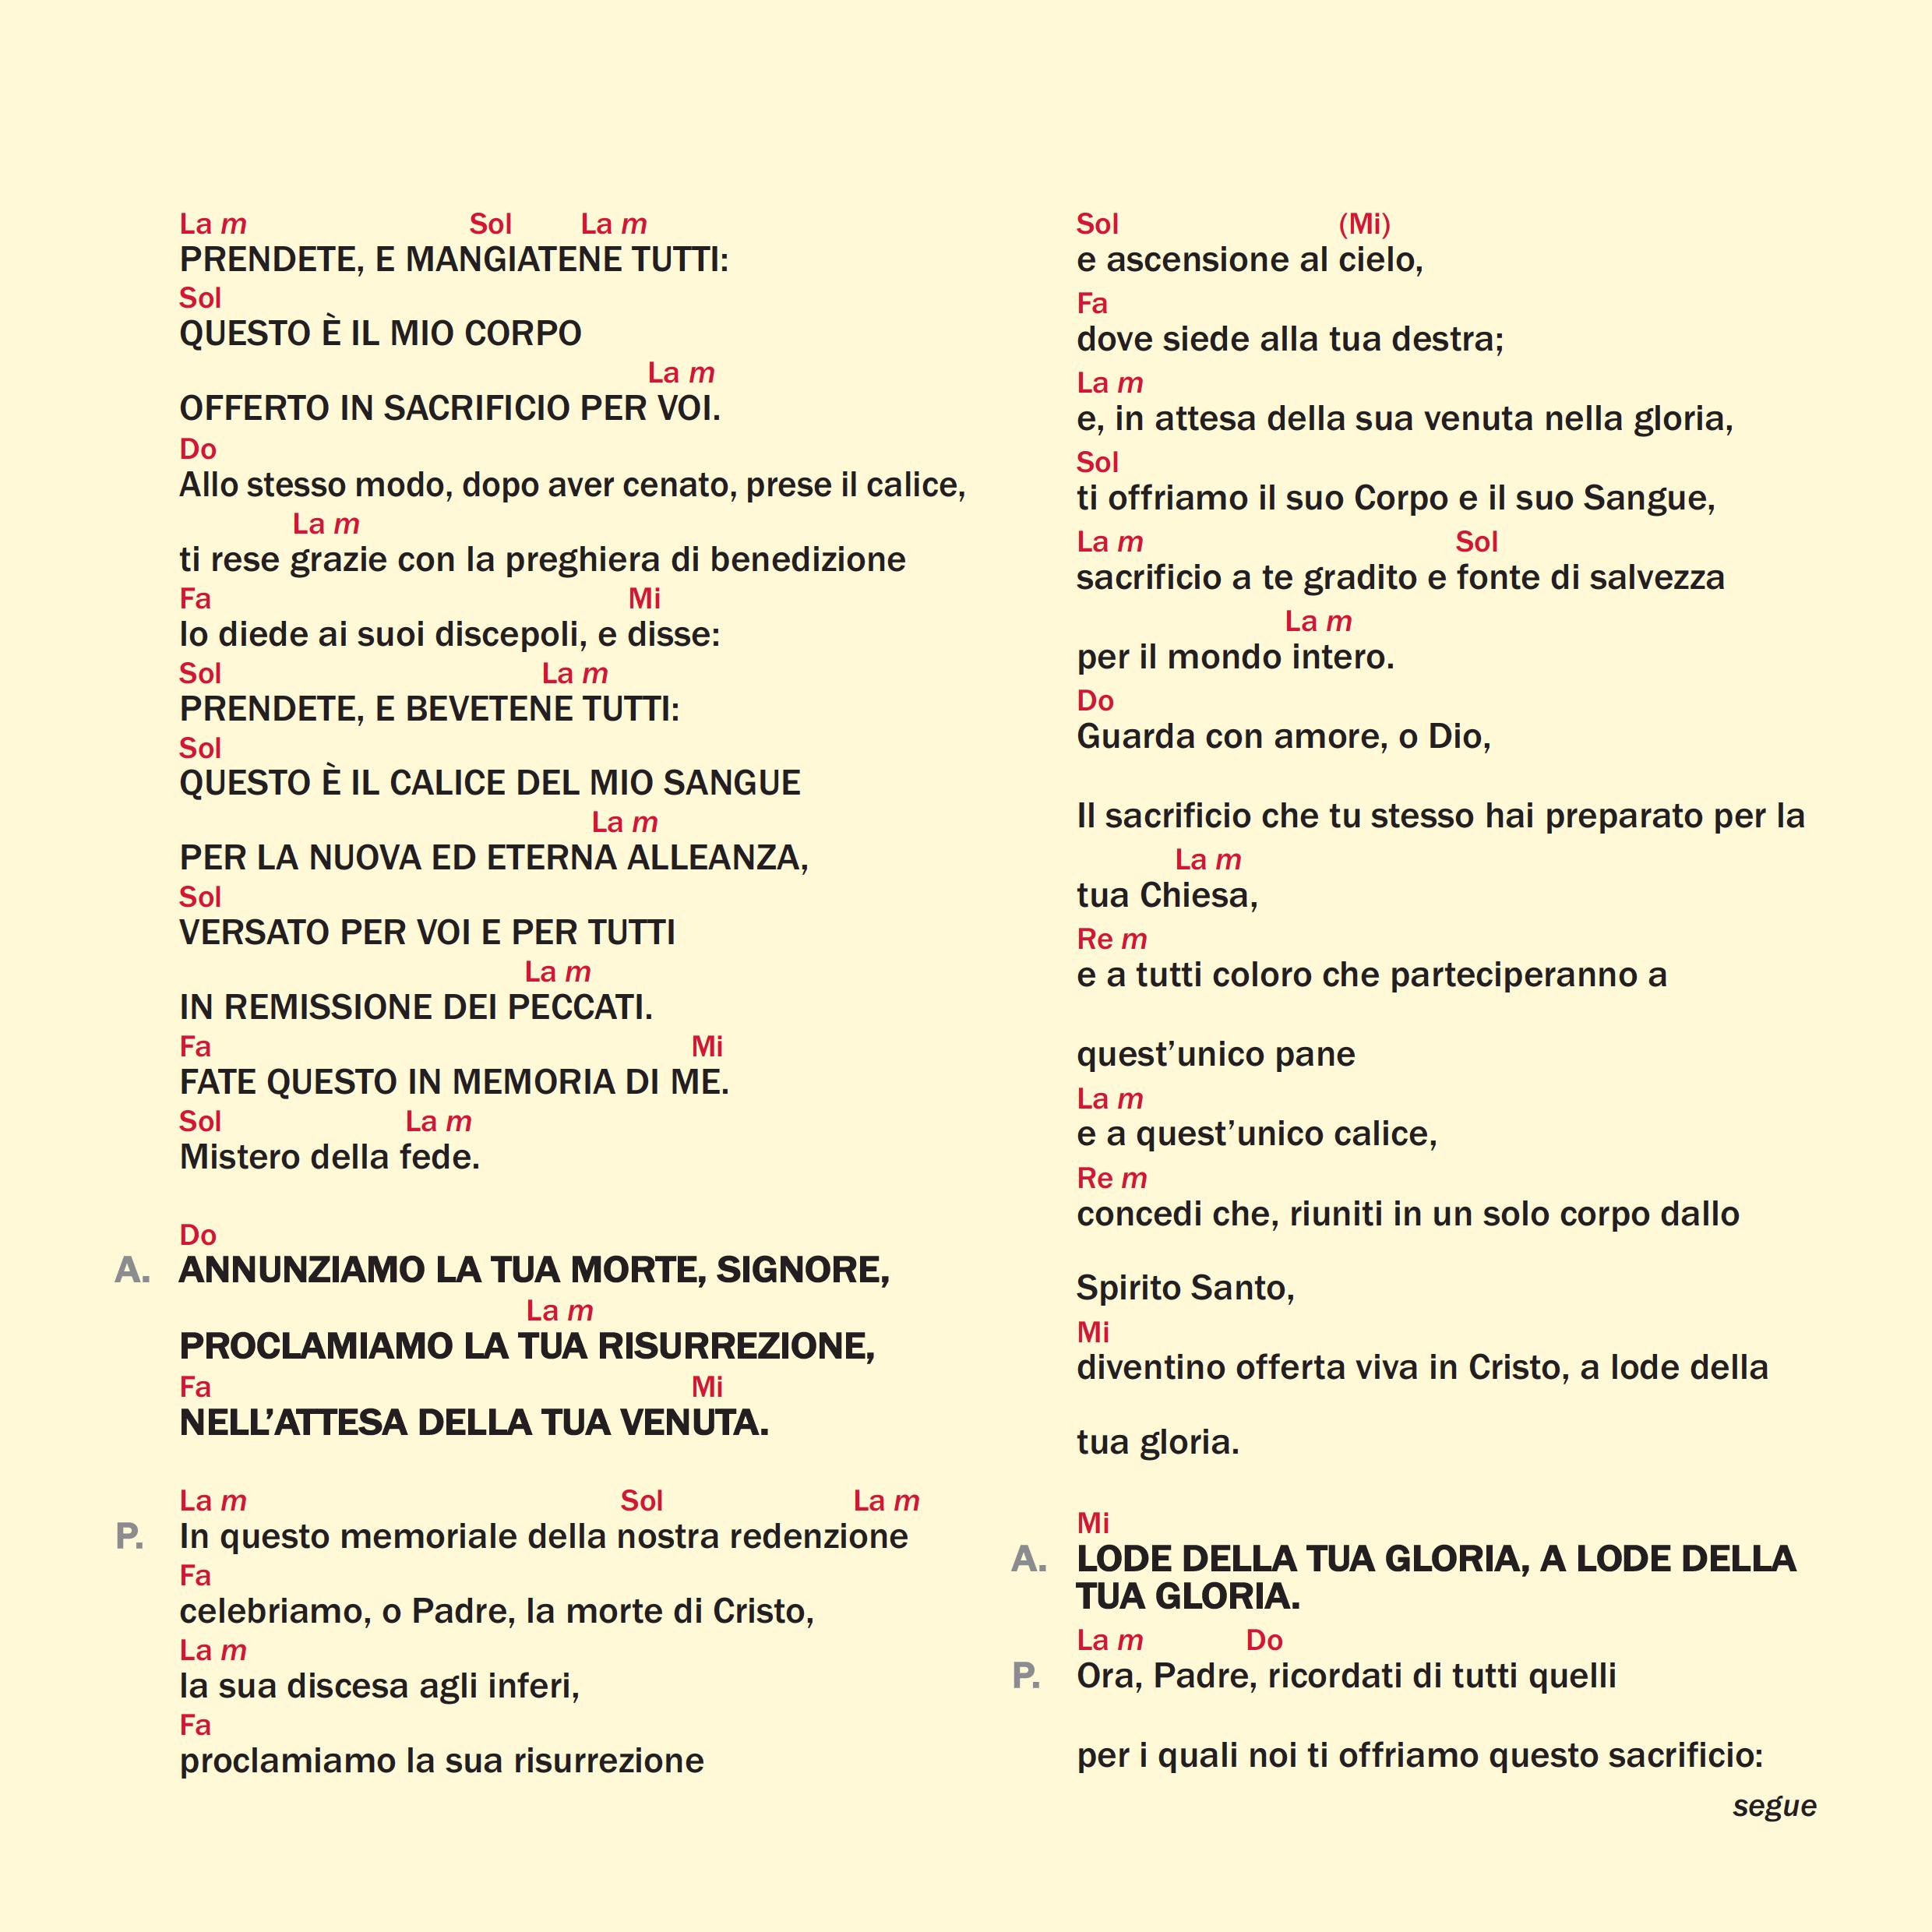 La m Sol La m
PRENDETE, E MANGIATENE TUTTI:
Sol
QUESTO È IL MIO CORPO
La m
OFFERTO IN SACRIFICIO PER VOI.
Do
Allo stesso modo, dopo aver cenato, prese il calice,
La m
ti rese grazie con la preghiera di benedizione
Fa Mi
lo diede ai suoi discepoli, e disse:
Sol La m
PRENDETE, E BEVETENE TUTTI:
Sol
QUESTO È IL CALICE DEL MIO SANGUE
La m
PER LA NUOVA ED ETERNA ALLEANZA,
Sol
VERSATO PER VOI E PER TUTTI
La m
IN REMISSIONE DEI PECCATI.
Fa Mi
FATE QUESTO IN MEMORIA DI ME.
Sol La m
Mistero della fede.
Do
A. ANNUNZIAMO LA TUA MORTE, SIGNORE,
La m
PROCLAMIAMO LA TUA RISURREZIONE,
Fa Mi
NELL’ATTESA DELLA TUA VENUTA.
La m Sol La m
P. In questo memoriale della nostra redenzione
Fa
celebriamo, o Padre, la morte di Cristo,
La m
la sua discesa agli inferi,
Fa
proclamiamo la sua risurrezione
Sol (Mi)
e ascensione al cielo,
Fa
dove siede alla tua destra;
La m
e, in attesa della sua venuta nella gloria,
Sol
ti offriamo il suo Corpo e il suo Sangue,
La m Sol
sacrificio a te gradito e fonte di salvezza
La m
per il mondo intero.
Do
Guarda con amore, o Dio,
Il sacrificio che tu stesso hai preparato per la
La m
tua Chiesa,
Re m
e a tutti coloro che parteciperanno a
quest’unico pane
La m
e a quest’unico calice,
Re m
concedi che, riuniti in un solo corpo dallo
Spirito Santo,
Mi
diventino offerta viva in Cristo, a lode della
tua gloria.
Mi
A. LODE DELLA TUA GLORIA, A LODE DELLA
TUA GLORIA.
La m Do
P. Ora, Padre, ricordati di tutti quelli
per i quali noi ti offriamo questo sacrificio:
segue